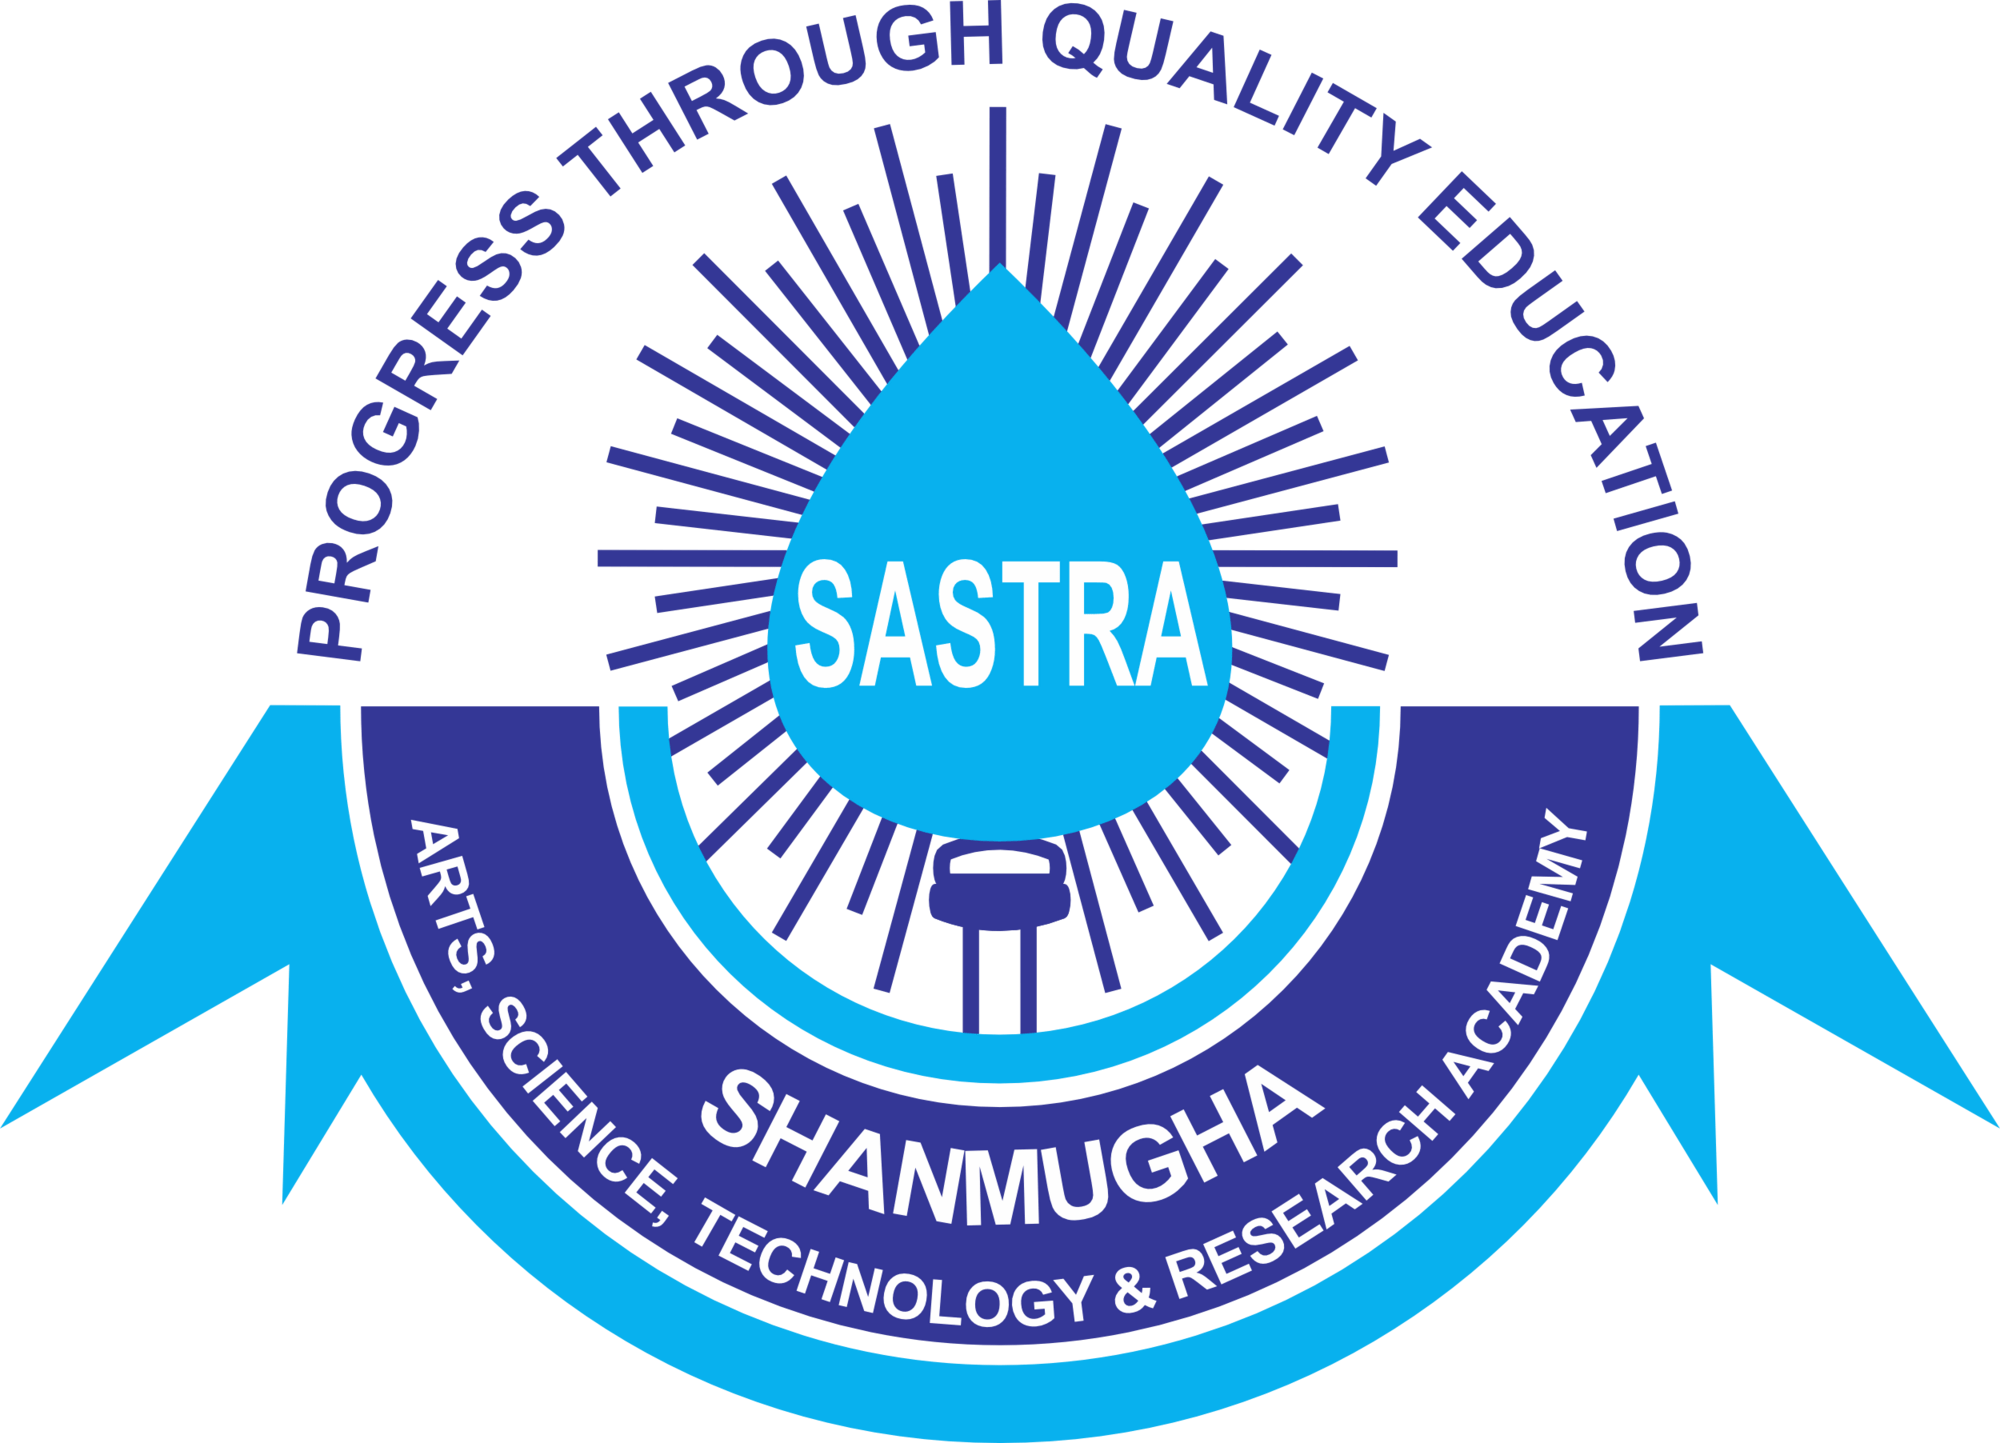 PROGRESS THROUGH QUALITY EDUCATION
SASTRA
SHANMUGHA
ARTS, SCIENCE, TECHNOLOGY & RESEARCH ACADEMY